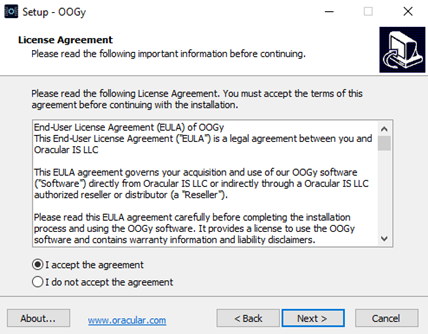 Setup - OOGy
License Agreement
Please read the following important information before continuing.
Please read the following License Agreement. You must accept the terms of this
agreement before continuing with the installation.
End-User License Agreement (EULA) of OOGy
This End-User License Agreement ("EULA") is a legal agreement between you and
Oracular IS LLC
This EULA agreement governs your acquisition and use of our OOGy software
("Software") directly from Oracular IS LLC or indirectly through a Oracular IS LLC
authorized reseller or distributor (a "Reseller").
Please read this EULA agreement carefully before completing the installation
process and using the OOGy software. It provides a license to use the OOGy
software and contains warranty information and liability disclaimers.
I accept the agreement
I do not accept the agreement
About... www.oracular.com < Back Next > Cancel